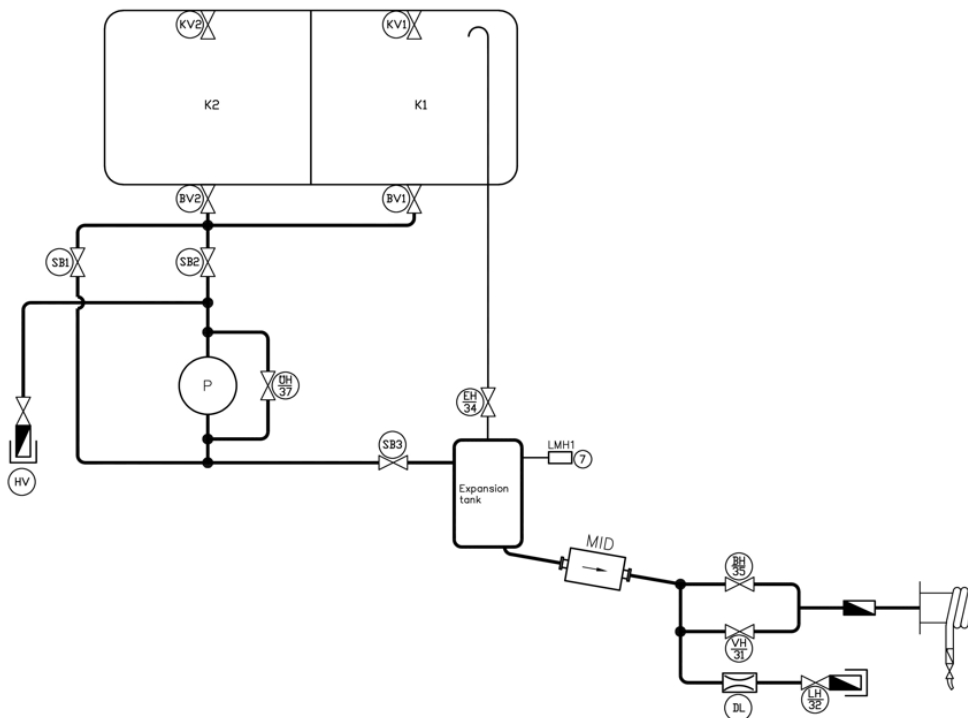 KV2
KV1
K2
K1
BV2
BV1
SB1
SB2
P
ÜH
37
EH
34
SB3
LMH1
7
HV
Expansion
tank
MID
BH
35
VH
31
DL
LH
32